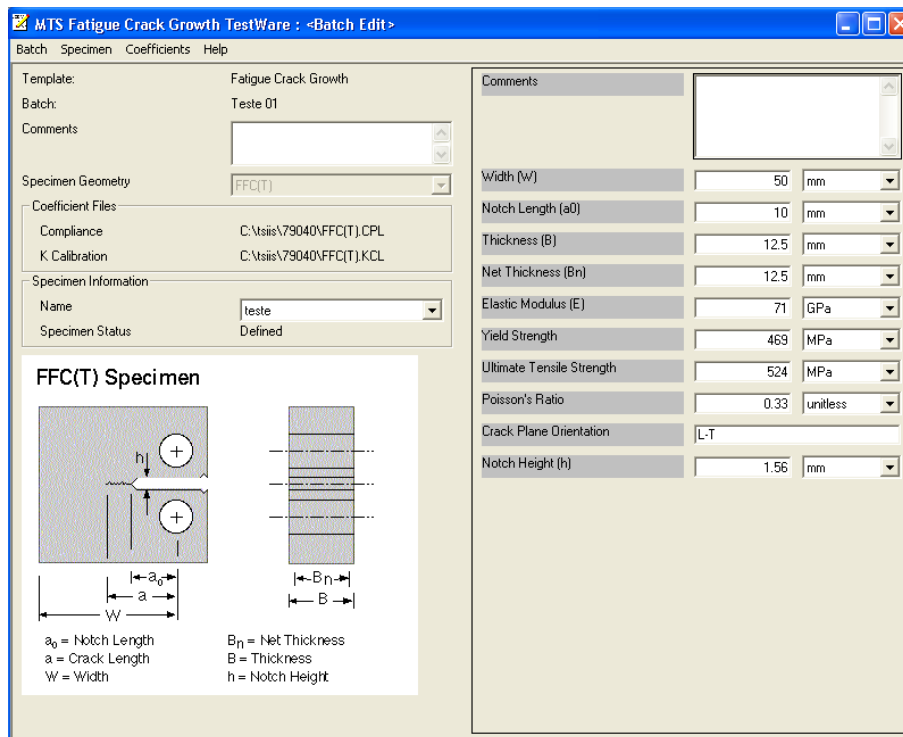 MTS Fatigue Crack Growth TestWare : <Batch Edit>
Batch Specimen Coefficients Help
Template: Fatigue Crack Growth
Batch: Teste 01
Comments
Specimen Geometry FFC(T)
Coefficient Files
Compliance C:\tsiis\79040\FFC(T).CPL
K Calibration C:\tsiis\79040\FFC(T).KCL
Specimen Information
Name teste
Specimen Status Defined
FFC(T) Specimen
h
a0
a
W
Bn
B
a0 = Notch Length
a = Crack Length
W = Width
Bn = Net Thickness
B = Thickness
h = Notch Height
Comments
Width (W) 50 mm
Notch Length (a0) 10 mm
Thickness (B) 12.5 mm
Net Thickness (Bn) 12.5 mm
Elastic Modulus (E) 71 GPa
Yield Strength 469 MPa
Ultimate Tensile Strength 524 MPa
Poisson's Ratio 0.33 unitless
Crack Plane Orientation L-T
Notch Height (h) 1.56 mm